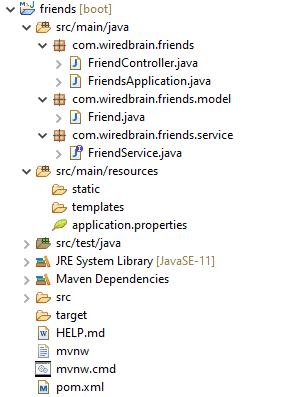 friends [boot]
src/main/java
com.wiredbrain.friends
FriendController.java
FriendsApplication.java
com.wiredbrain.friends.model
Friend.java
com.wiredbrain.friends.service
FriendService.java
src/main/resources
static
templates
application.properties
src/test/java
JRE System Library [JavaSE-11]
Maven Dependencies
src
target
HELP.md
mvnw
mvnw.cmd
pom.xml